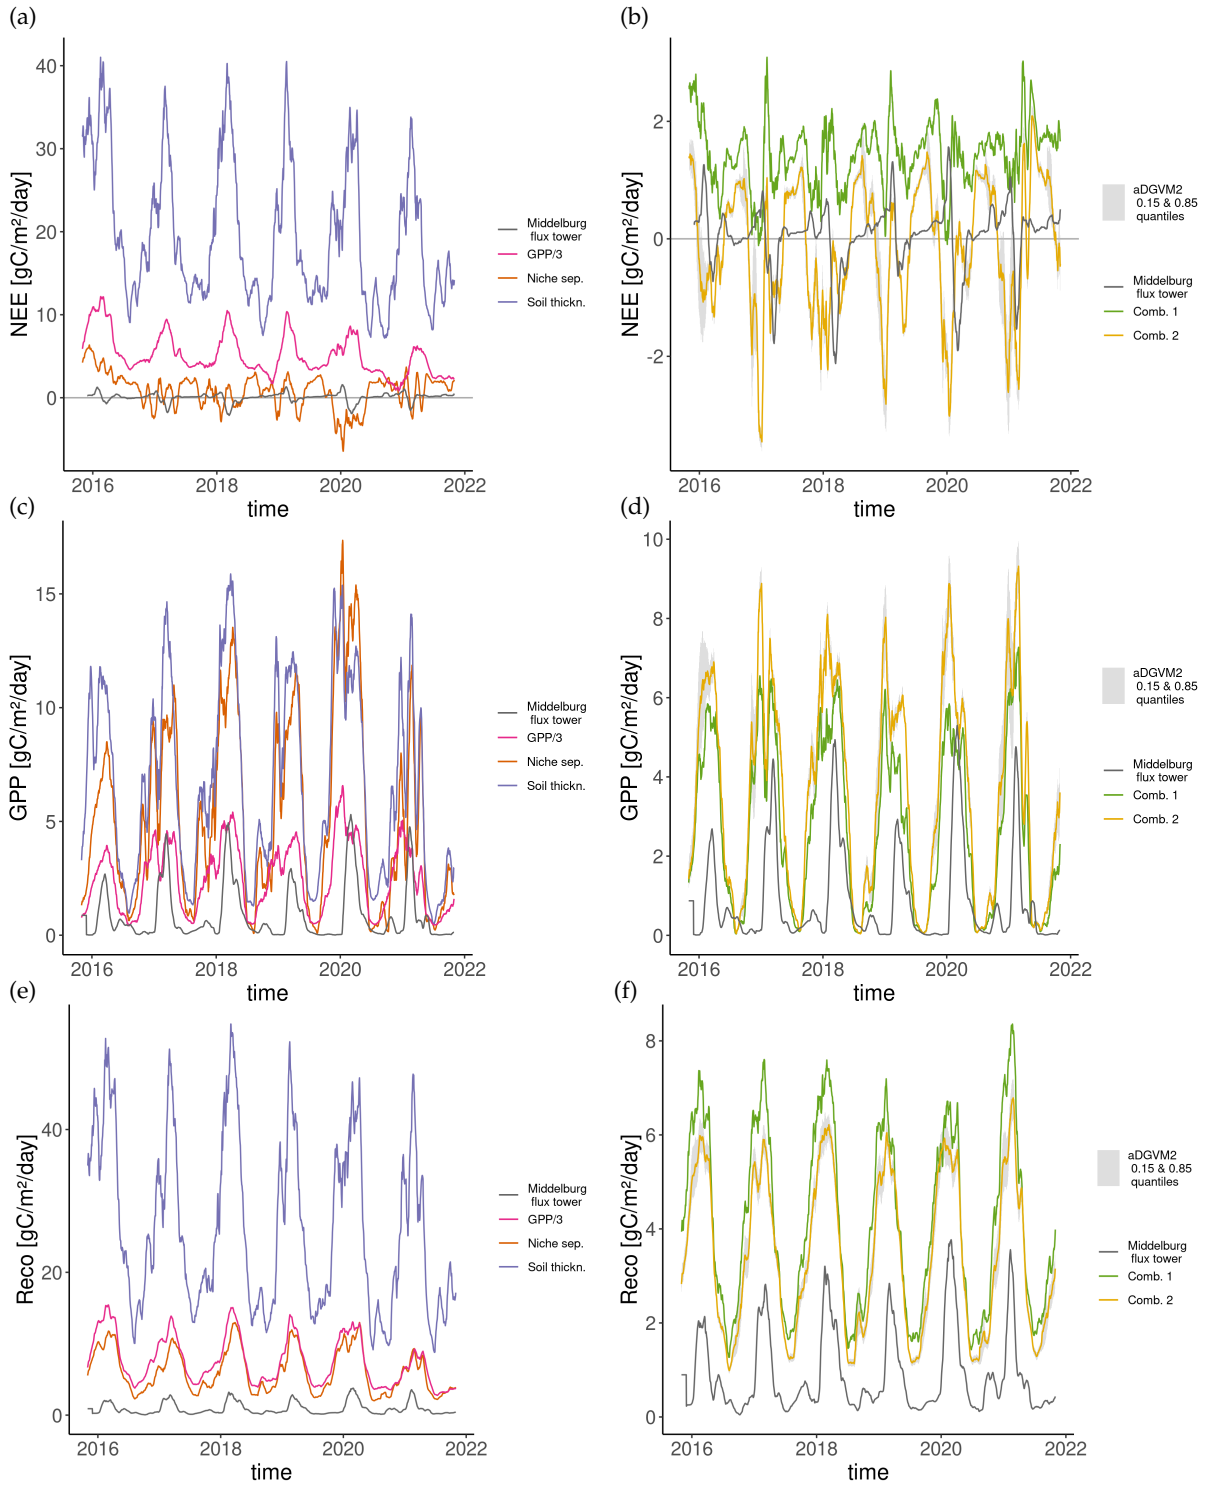 (a)
NEE [gC/m²/day]
40
30
20
10
0
2016
2018
2020
2022
time
Middelburg
flux tower
GPP/3
Niche sep.
Soil thickn.
(b)
NEE [gC/m²/day]
2
0
-2
2016
2018
2020
2022
time
aDGVM2
0.15 & 0.85
quantiles
Middelburg
flux tower
Comb. 1
Comb. 2
(c)
GPP [gC/m²/day]
15
10
5
0
2016
2018
2020
2022
time
Middelburg
flux tower
GPP/3
Niche sep.
Soil thickn.
(d)
GPP [gC/m²/day]
10
8
6
4
2
0
2016
2018
2020
2022
time
aDGVM2
0.15 & 0.85
quantiles
Middelburg
flux tower
Comb. 1
Comb. 2
(e)
Reco [gC/m²/day]
40
20
0
2016
2018
2020
2022
time
Middelburg
flux tower
GPP/3
Niche sep.
Soil thickn.
(f)
Reco [gC/m²/day]
8
6
4
2
0
2016
2018
2020
2022
time
aDGVM2
0.15 & 0.85
quantiles
Middelburg
flux tower
Comb. 1
Comb. 2